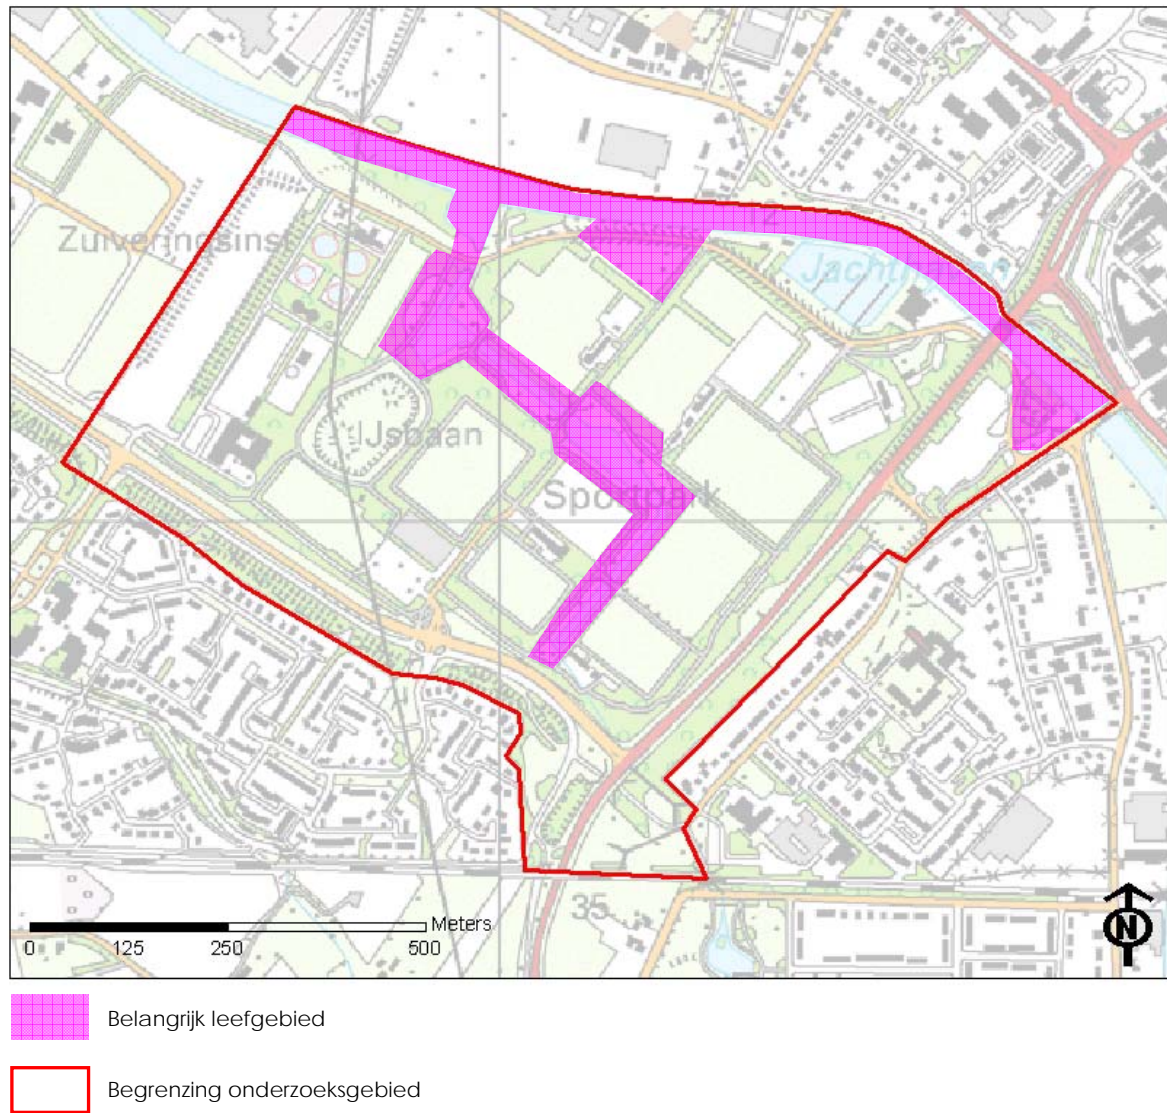 Zuiveringsinst
Jachthaven
IJsbaan
Sportpark
35
Meters
0 125 250 500
N
Belangrijk leefgebied
Begrenzing onderzoeksgebied